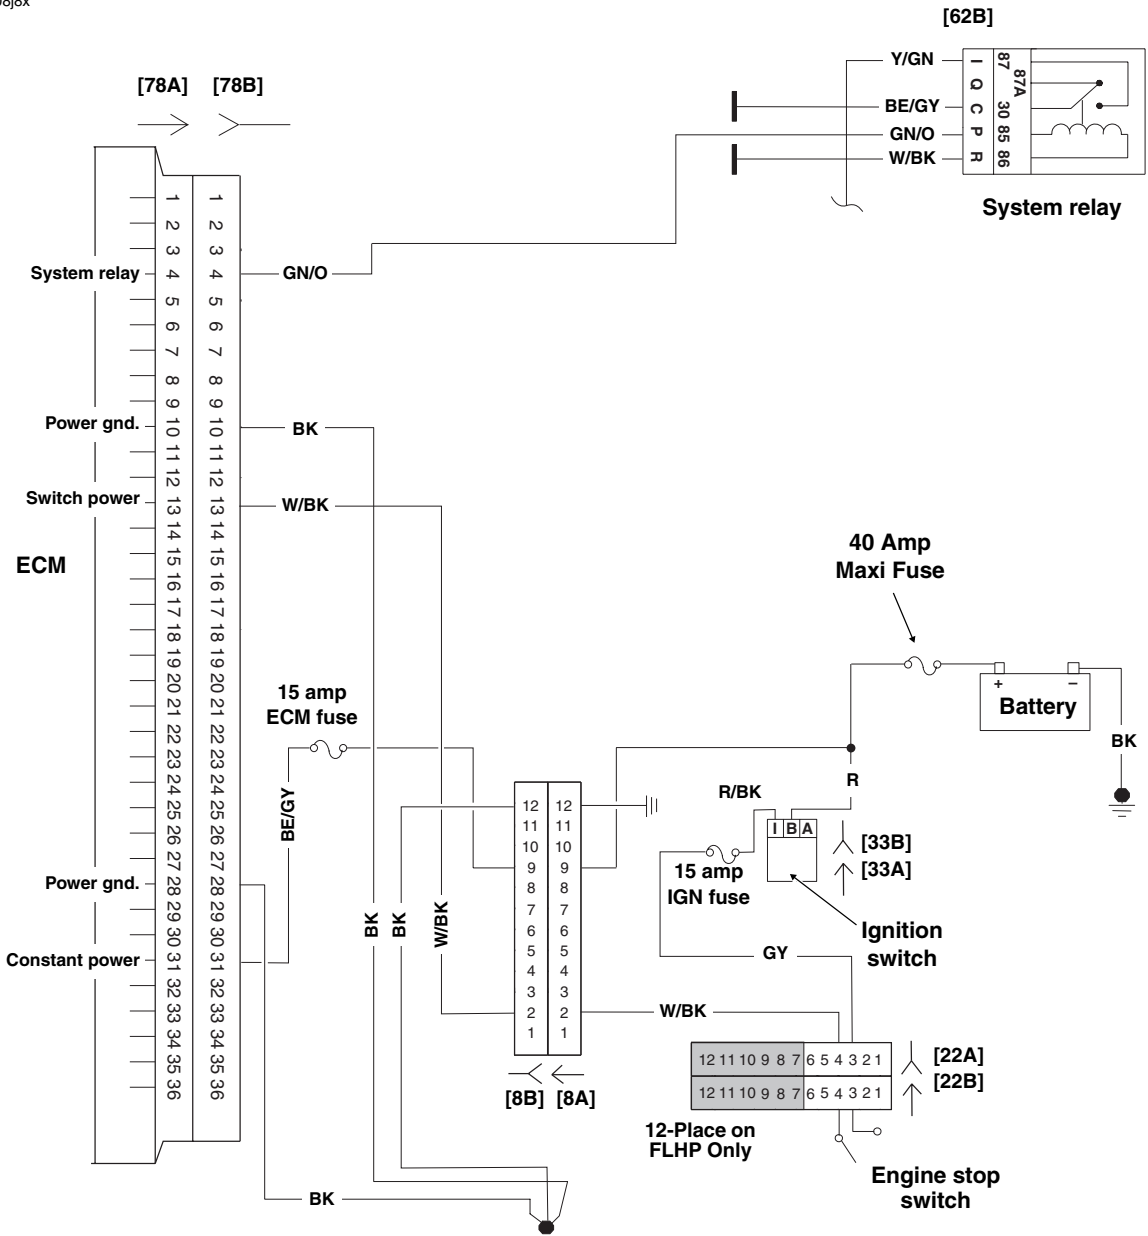 [62B]
Y/GN
I
87
Q
87A
BE/GY
C
30
GN/O
P
85
W/BK
R
86
System relay
[78A] [78B]
1 1
2 2
3 3
System relay 4 4 GN/O
5 5
6 6
7 7
8 8
9 9
Power gnd. 10 10 BK
11 11
12 12
Switch power 13 13 W/BK
14 14
ECM
15 15
16 16
17 17
18 18
19 19
20 20
21 21
22 22
23 23
24 24
25 25
26 26
27 27
Power gnd. 28 28
29 29
30 30
Constant power 31 31
32 32
33 33
34 34
35 35
36 36
40 Amp
Maxi Fuse
+ −
Battery
BK
15 amp
ECM fuse
BE/GY
BK
BK
W/BK
R
R/BK
I B A
[33B]
[33A]
15 amp
IGN fuse
Ignition
switch
GY
12 12
11 11
10 10
9 9
8 8
7 7
6 6
5 5
4 4
3 3
2 2
1 1
W/BK
[8B] [8A]
12 11 10 9 8 7 6 5 4 3 2 1
[22A]
12 11 10 9 8 7 6 5 4 3 2 1
[22B]
12-Place on
FLHP Only
Engine stop
switch
BK